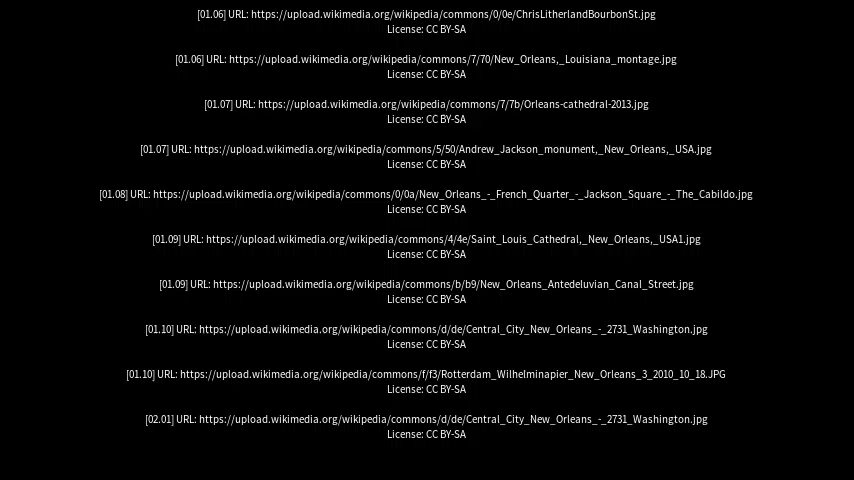 [01.06] URL: https://upload.wikimedia.org/wikipedia/commons/0/0e/ChrisLitherlandBourbonSt.jpg
License: CC BY-SA
[01.06] URL: https://upload.wikimedia.org/wikipedia/commons/7/70/New_Orleans,_Louisiana_montage.jpg
License: CC BY-SA
[01.07] URL: https://upload.wikimedia.org/wikipedia/commons/7/7b/Orleans-cathedral-2013.jpg
License: CC BY-SA
[01.07] URL: https://upload.wikimedia.org/wikipedia/commons/5/50/Andrew_Jackson_monument,_New_Orleans,_USA.jpg
License: CC BY-SA
[01.08] URL: https://upload.wikimedia.org/wikipedia/commons/0/0a/New_Orleans_-_French_Quarter_-_Jackson_Square_-_The_Cabildo.jpg
License: CC BY-SA
[01.09] URL: https://upload.wikimedia.org/wikipedia/commons/4/4e/Saint_Louis_Cathedral,_New_Orleans,_USA1.jpg
License: CC BY-SA
[01.09] URL: https://upload.wikimedia.org/wikipedia/commons/b/b9/New_Orleans_Antedeluvian_Canal_Street.jpg
License: CC BY-SA
[01.10] URL: https://upload.wikimedia.org/wikipedia/commons/d/de/Central_City_New_Orleans_-_2731_Washington.jpg
License: CC BY-SA
[01.10] URL: https://upload.wikimedia.org/wikipedia/commons/f/f3/Rotterdam_Wilhelminapier_New_Orleans_3_2010_10_18.JPG
License: CC BY-SA
[02.01] URL: https://upload.wikimedia.org/wikipedia/commons/d/de/Central_City_New_Orleans_-_2731_Washington.jpg
License: CC BY-SA